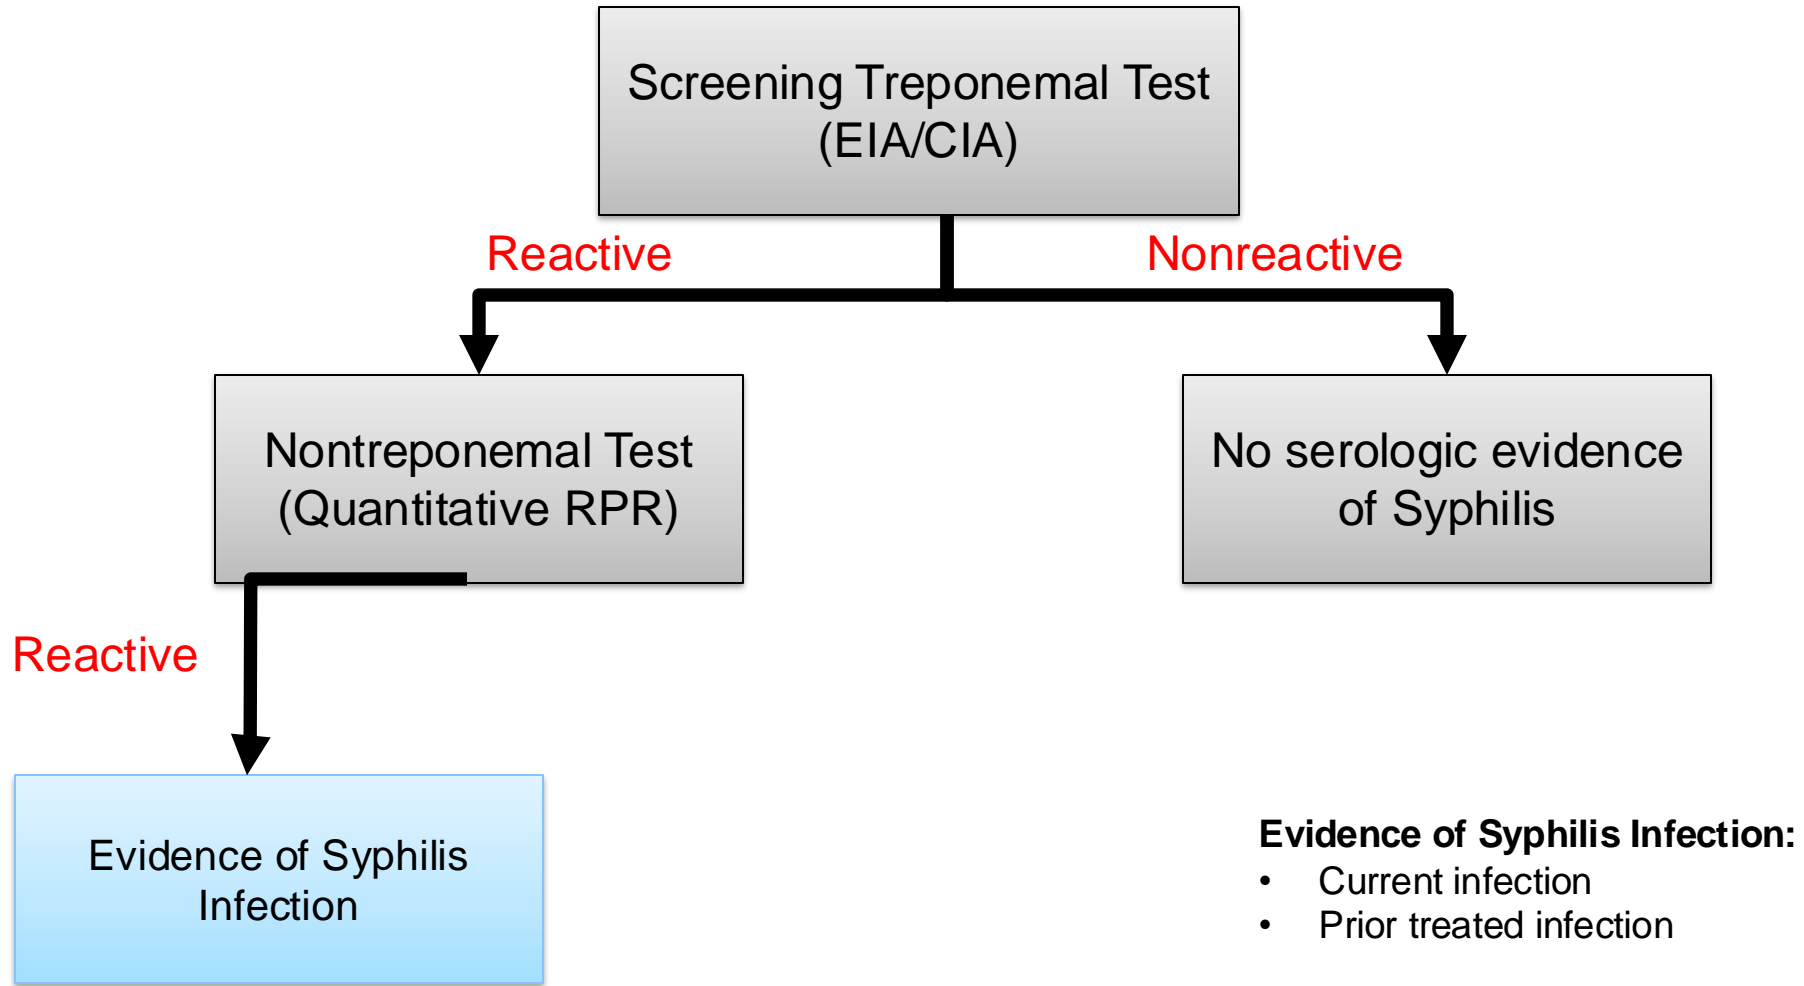 Screening Treponemal Test
(EIA/CIA)
Reactive
Nonreactive
Nontreponemal Test
(Quantitative RPR)
No serologic evidence
of Syphilis
Reactive
Evidence of Syphilis
Infection
Evidence of Syphilis Infection:
• Current infection
• Prior treated infection